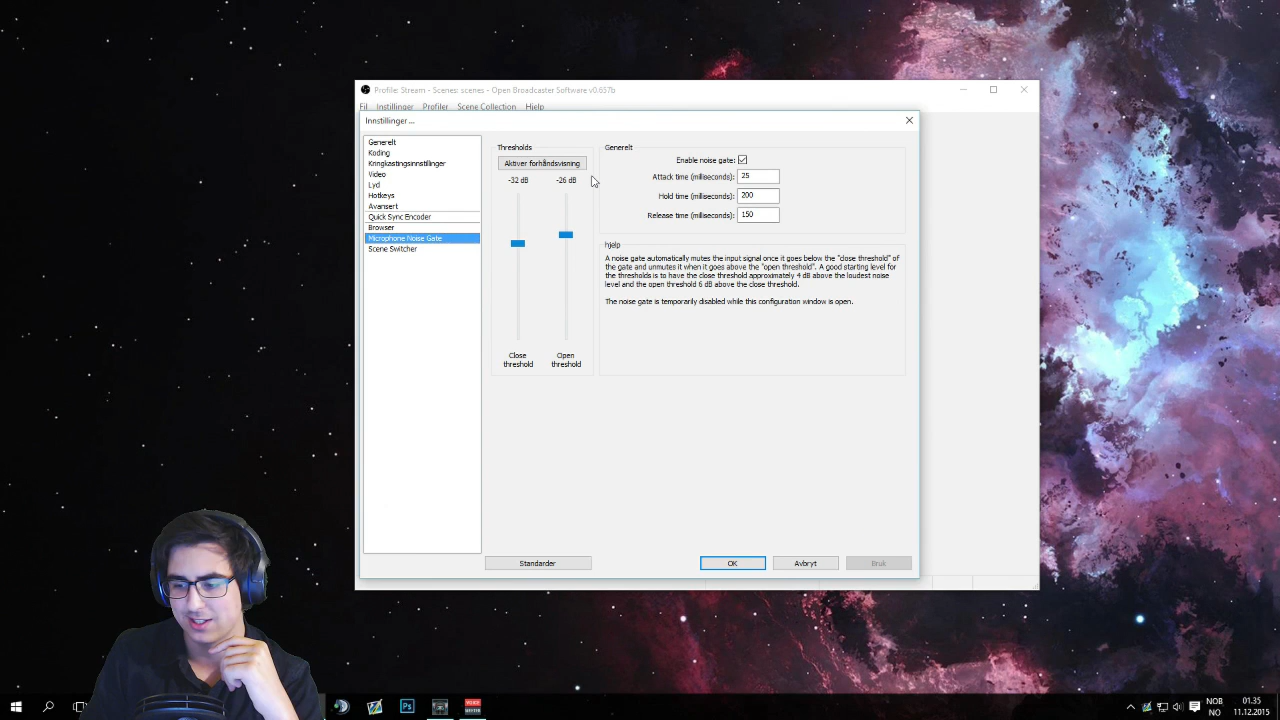 Profile: Stream - Scenes: scenes - Open Broadcaster Software v0.657b
Fil Instillinger Profiler Scene Collection Hjelp
Innstillinger ...
Generelt
Koding
Kringkastingsinnstillinger
Video
Lyd
Hotkeys
Avansert
Quick Sync Encoder
Browser
Microphone Noise Gate
Scene Switcher
Thresholds
Aktiver forhåndsvisning
-32 dB -26 dB
Close threshold
Open threshold
Generelt
Enable noise gate:
Attack time (milliseconds): 25
Hold time (milliseconds): 200
Release time (milliseconds): 150
hjelp
A noise gate automatically mutes the input signal once it goes below the "close threshold" of
the gate and unmutes it when it goes above the "open threshold". A good starting level for
the thresholds is to have the close threshold approximately 4 dB above the loudest noise
level and the open threshold 6 dB above the close threshold.
The noise gate is temporarily disabled while this configuration window is open.
Standarder
OK
Avbryt
Bruk
Ps
VOICE
MEETER
NOB
NO
01.35
11.12.2015